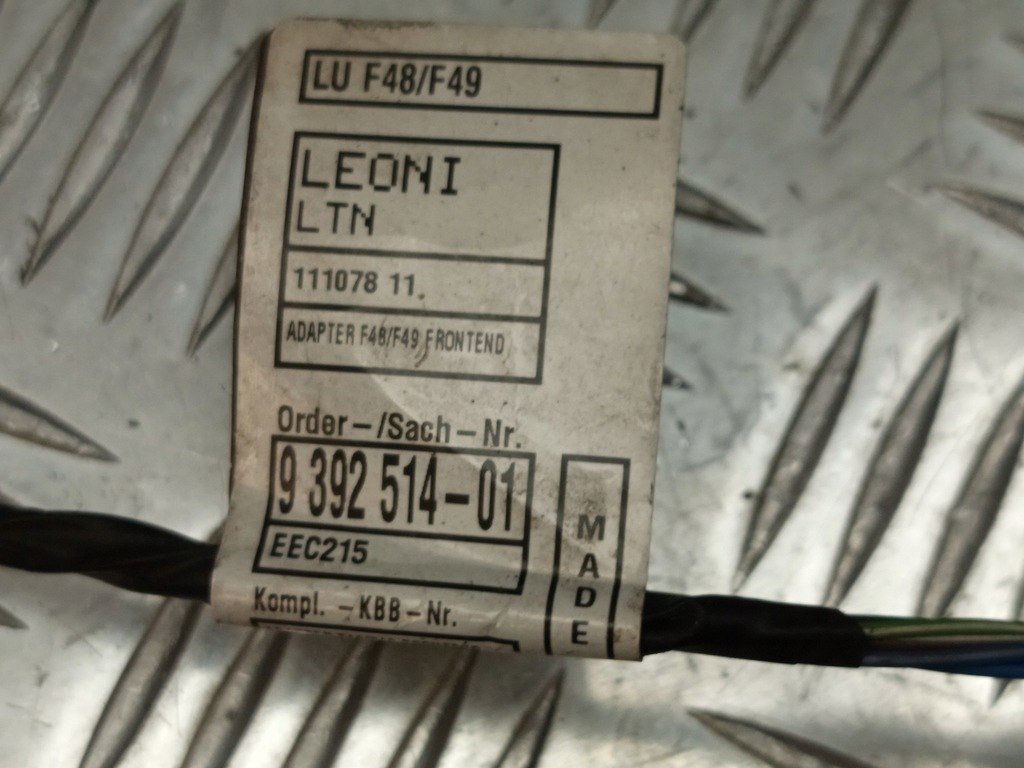 LU F48/F49
LEONI
LTN
111078 11
ADAPTER F48/F49 FRONTEND
Order-/Sach-Nr.
9 392 514-01
EEC215
Kompl. -KBB-Nr.
MADE